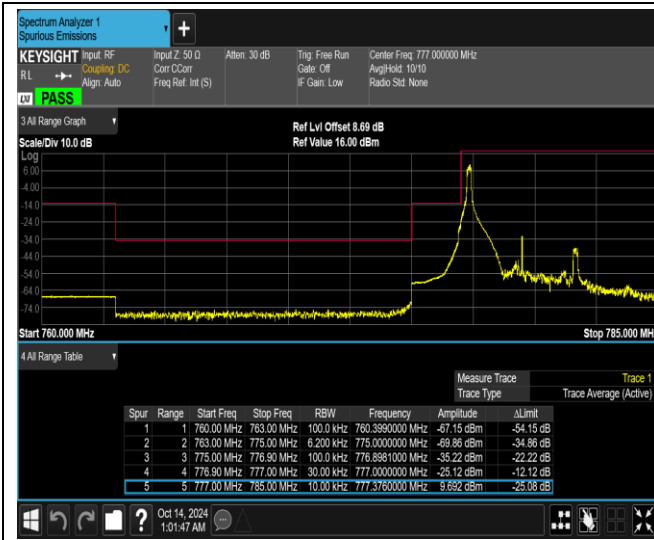 Spectrum Analyzer 1
Spurious Emissions
KEYSIGHT Input: RF Input Z: 50 Ω Atten: 30 dB Trig: Free Run Center Freq: 777.000000 MHz
RL Coupling: DC Corr CCorr Gate: Off Avg|Hold: 10/10
Align: Auto Freq Ref: Int (S) IF Gain: Low Radio Std: None
LXI PASS
3 All Range Graph
Ref Lvl Offset 8.69 dB
Scale/Div 10.0 dB Ref Value 16.00 dBm
Log
6.00
-4.00
-14.0
-24.0
-34.0
-44.0
-54.0
-64.0
-74.0
Start 760.000 MHz Stop 785.000 MH
4 All Range Table
Measure Trace Trace 1
Trace Type Trace Average (Active)
Spur Range Start Freq Stop Freq RBW Frequency Amplitude ΔLimit
1 1 760.00 MHz 763.00 MHz 100.0 kHz 760.3990000 MHz -67.15 dBm -54.15 dB
2 2 763.00 MHz 775.00 MHz 6.200 kHz 775.0000000 MHz -69.86 dBm -34.86 dB
3 3 775.00 MHz 776.90 MHz 100.0 kHz 776.8981000 MHz -35.22 dBm -22.22 dB
4 4 776.90 MHz 777.00 MHz 30.00 kHz 777.0000000 MHz -25.12 dBm -12.12 dB
5 5 777.00 MHz 785.00 MHz 10.00 kHz 777.3760000 MHz 9.692 dBm -25.08 dB
Oct 14, 2024
1:01:47 AM